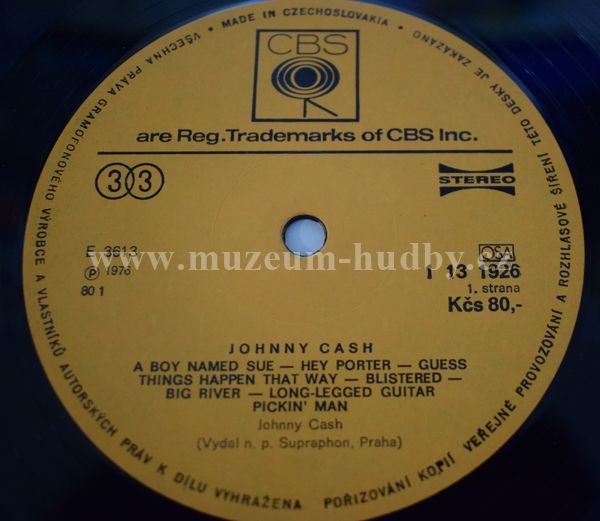 VŠECHNA PRÁVA GRAMOFONOVÉHO VÝROBCE A VLASTNÍKŮ AUTORSKÝCH PRÁV K DÍLU VYHRAŽENA POŘIZOVÁNÍ KOPIÍ VEŘEJNÉ PROVOZOVÁNÍ A ROZHLASOVÉ ŠÍŘENÍ TÉTO DESKY JE ZAKÁZÁNO
• MADE IN CZECHOSLOVAKIA •
CBS
are Reg. Trademarks of CBS Inc.
33
STEREO
E 3613
OSA
www.muzeum-hudby.cz
Ⓟ 1976
1 13 1926
80 1
1. strana
Kčs 80,-
JOHNNY CASH
A BOY NAMED SUE — HEY PORTER — GUESS
THINGS HAPPEN THAT WAY — BLISTERED —
BIG RIVER — LONG-LEGGED GUITAR
PICKIN' MAN
Johnny Cash
(Vydal n. p. Supraphon, Praha)